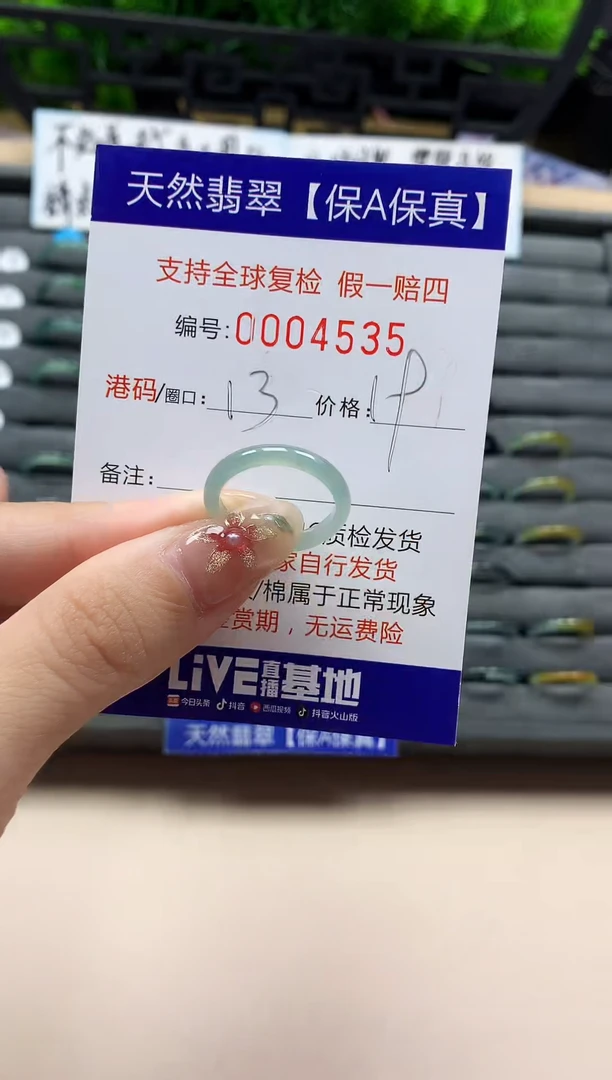 天然翡翠【保A保真】
支持全球复检 假一赔四
编号:0004535
港码/圈口: 13 价格:
备注:
质检发货
家自行发货
/棉属于正常现象
赏期，无运费险
LiVE直播基地
今日头条 抖音 西瓜视频 抖音火山版
天然翡翠【保A保真】